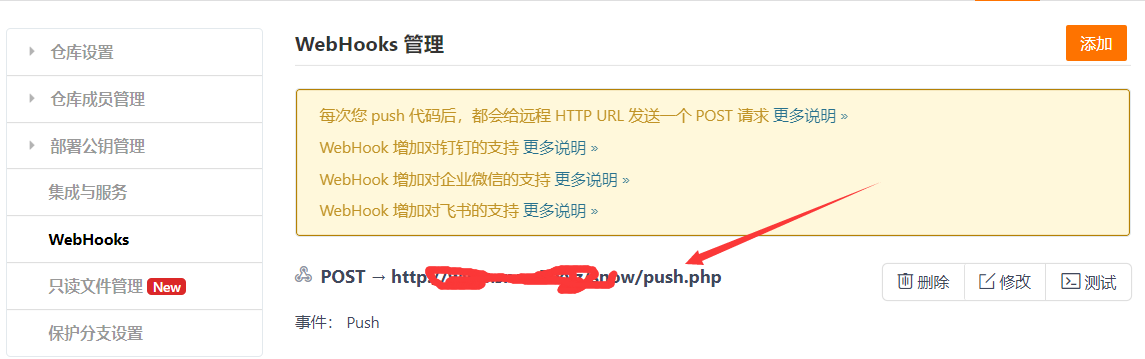 仓库设置
仓库成员管理
部署公钥管理
集成与服务
WebHooks
只读文件管理 New
保护分支设置
WebHooks 管理
添加
每次您 push 代码后，都会给远程 HTTP URL 发送一个 POST 请求 更多说明 »
WebHook 增加对钉钉的支持 更多说明 »
WebHook 增加对企业微信的支持 更多说明 »
WebHook 增加对飞书的支持 更多说明 »
POST → http:/ now/push.php
删除
修改
测试
事件： Push